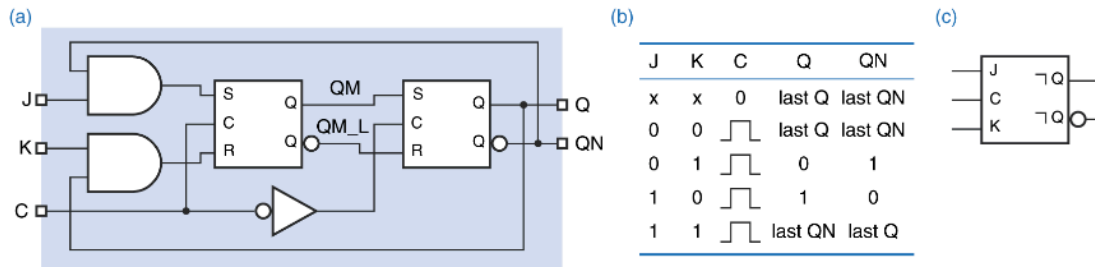 (a)
J
K
C
S
C
R
Q
Q
QM
QM_L
S
C
R
Q
Q
Q
QN
(b)
J K C Q QN
x x 0 last Q last QN
0 0 last Q last QN
0 1 0 1
1 0 1 0
1 1 last QN last Q
(c)
J
C
K
¬Q
¬Q